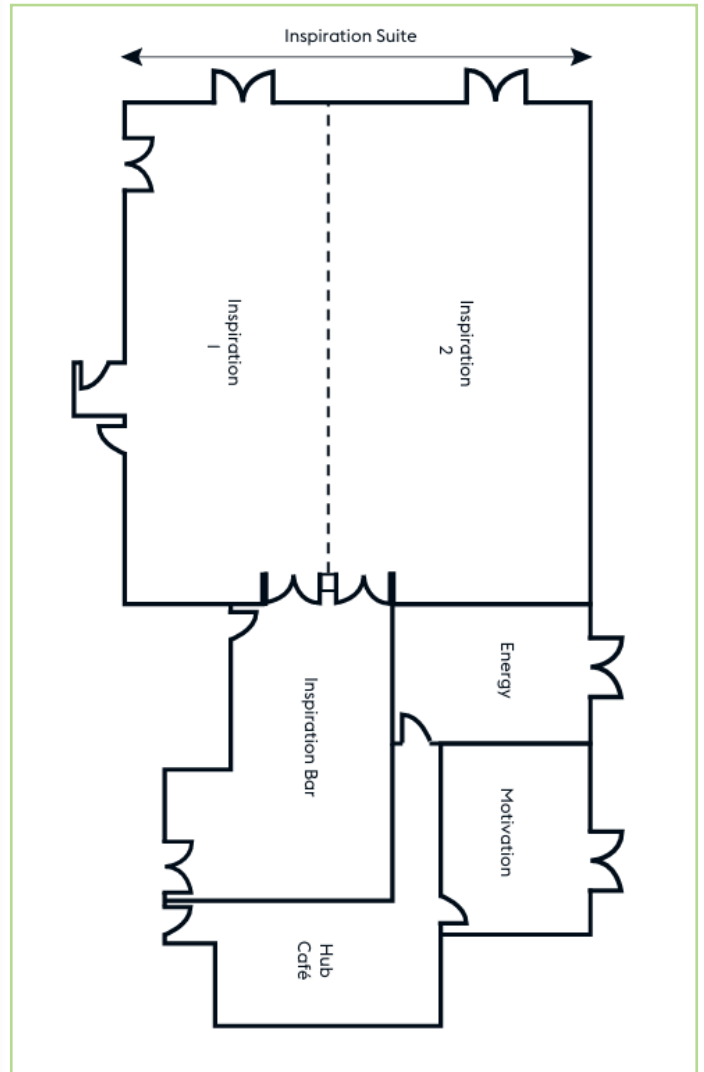 Inspiration Suite
Inspiration
1
Inspiration
2
Energy
Inspiration Bar
Motivation
Hub
Café